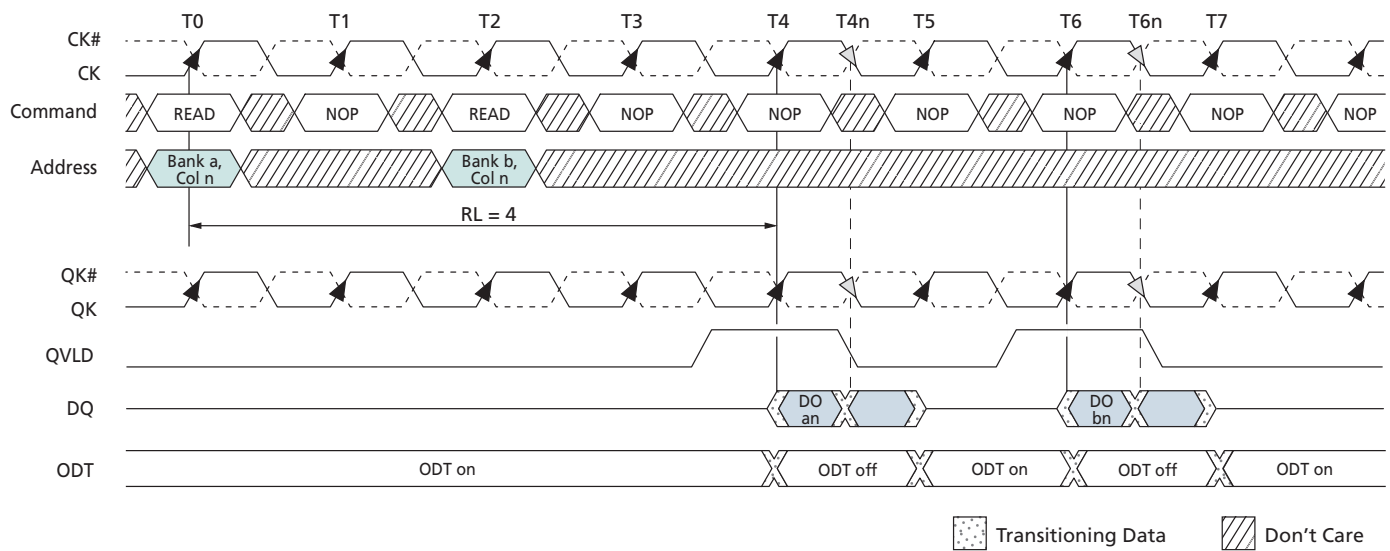 T0 T1 T2 T3 T4 T4n T5 T6 T6n T7
CK#
CK
Command READ NOP READ NOP NOP NOP NOP NOP NOP
Address Bank a, Col n Bank b, Col n
RL = 4
QK#
QK
QVLD
DQ DO an DO bn
ODT ODT on ODT off ODT on ODT off ODT on
Transitioning Data Don't Care